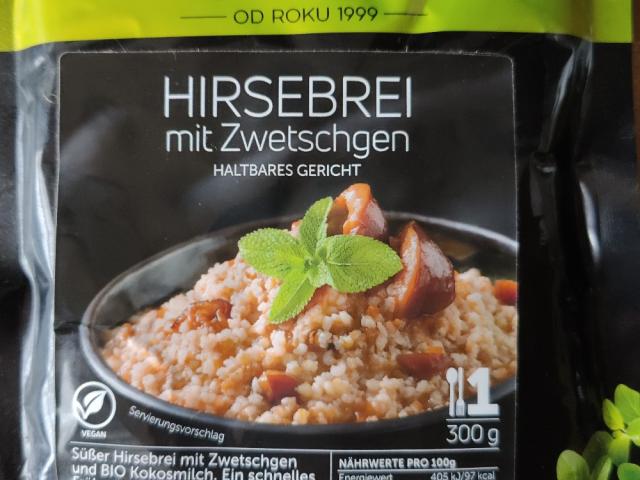 OD ROKU 1999
HIRSEBREI
mit Zwetschgen
HALTBARES GERICHT
VEGAN
Servierungsvorschlag
1
300 g
Süßer Hirsebrei mit Zwetschgen
und BIO Kokosmilch. Ein schnelles
NÄHRWERTE PRO 100g
Energiewert 405 kJ/97 kcal